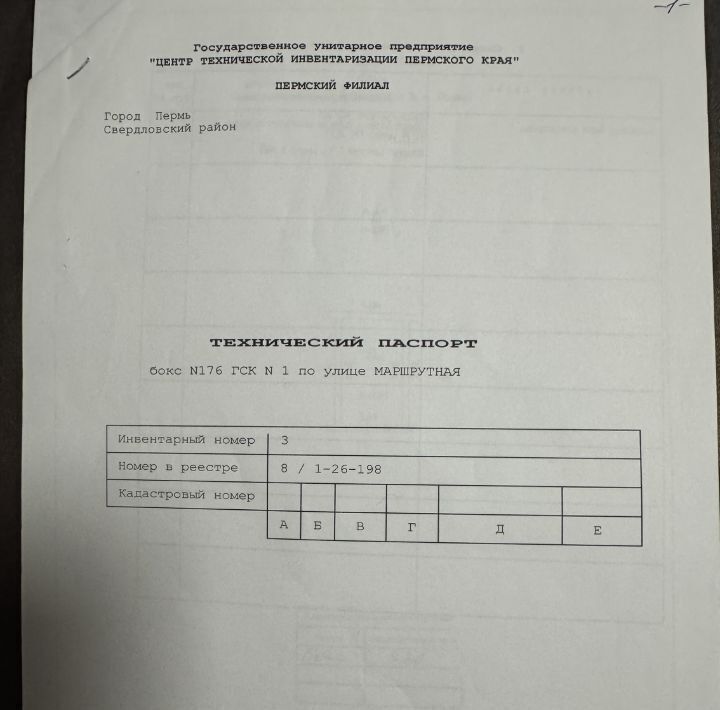 -1-
Государственное унитарное предприятие
"ЦЕНТР ТЕХНИЧЕСКОЙ ИНВЕНТАРИЗАЦИИ ПЕРМСКОГО КРАЯ"
ПЕРМСКИЙ ФИЛИАЛ
Город Пермь
Свердловский район
ТЕХНИЧЕСКИЙ ПАСПОРТ
бокс N176 ГСК N 1 по улице МАРШРУТНАЯ
Инвентарный номер 3
Номер в реестре 8 / 1-26-198
Кадастровый номер
А Б В Г Д Е